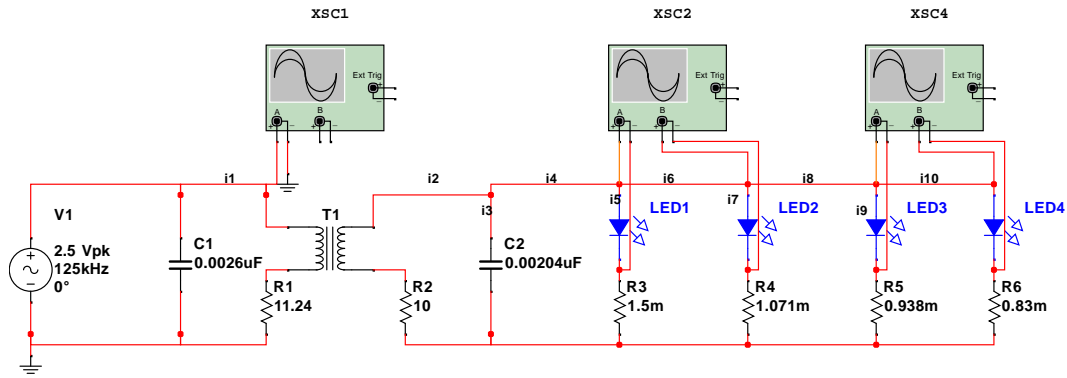 XSC1
XSC2
XSC4
Ext Trig
+
−
A
B
+
−
+
−
Ext Trig
+
−
A
B
+
−
+
−
Ext Trig
+
−
A
B
+
−
+
−
i1
i2
i4
i6
i8
i10
V1
2.5 Vpk
125kHz
0°
C1
0.0026uF
T1
R1
11.24
R2
10
i3
C2
0.00204uF
i5
LED1
i7
LED2
i9
LED3
LED4
R3
1.5m
R4
1.071m
R5
0.938m
R6
0.83m